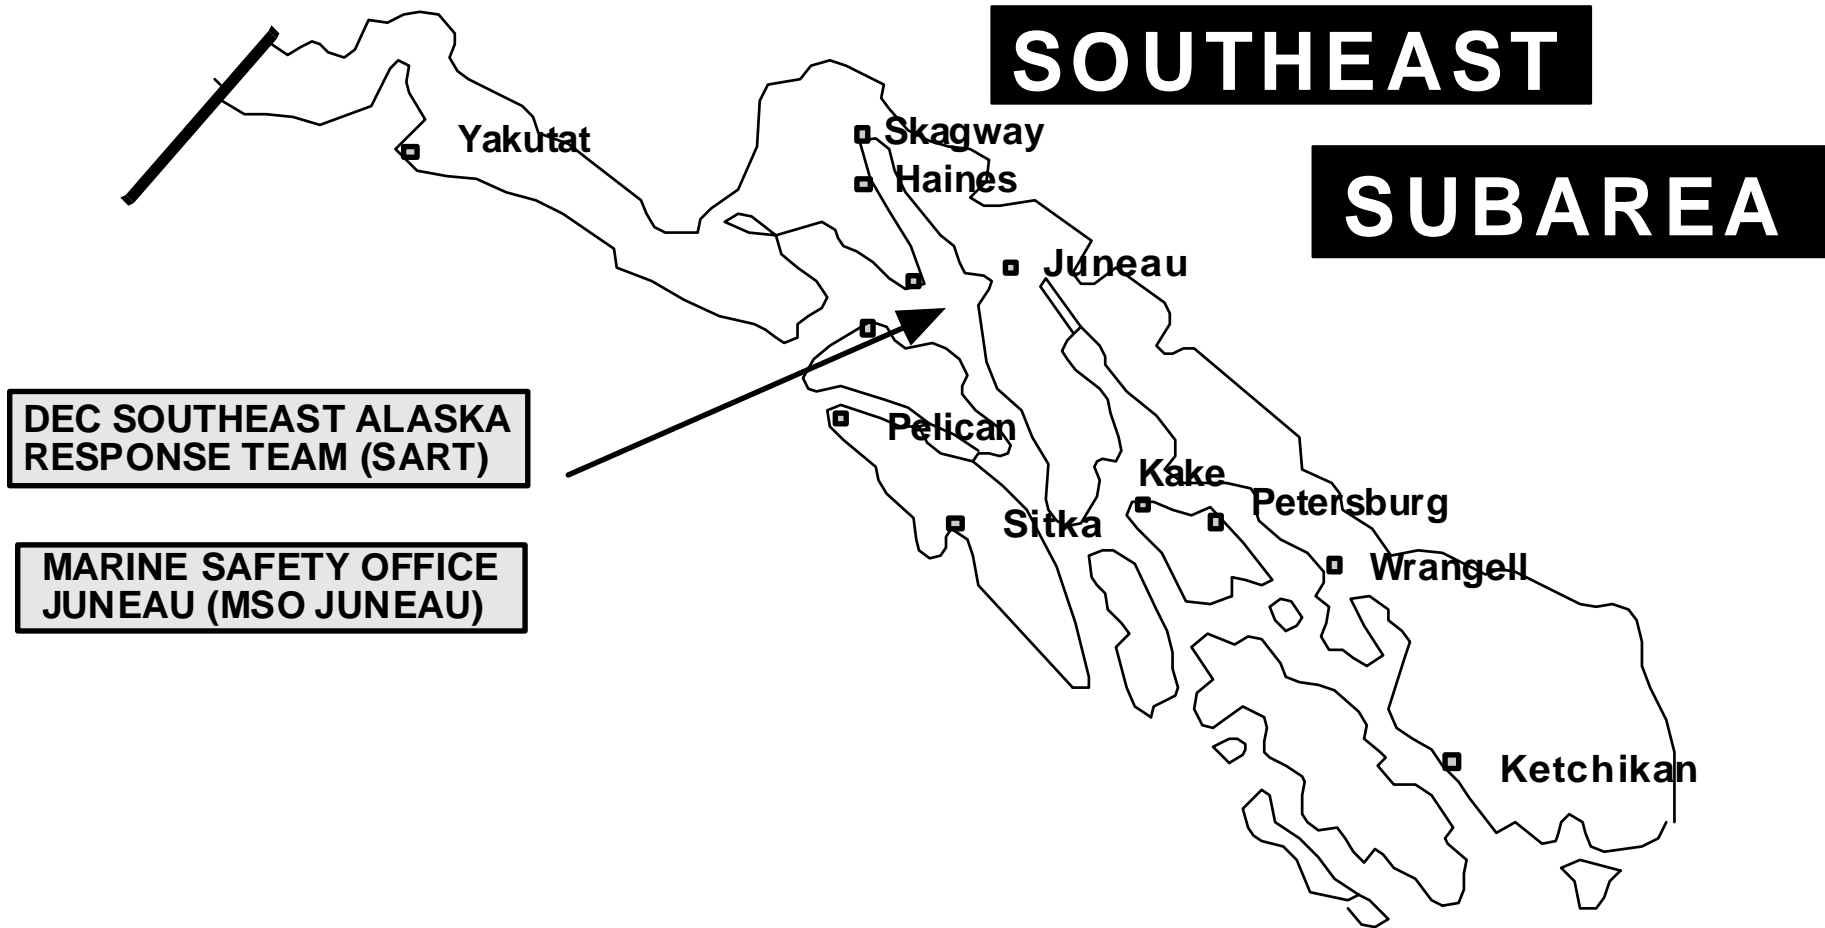 SOUTHEAST
SUBAREA
Yakutat
Skagway
Haines
Juneau
DEC SOUTHEAST ALASKA
RESPONSE TEAM (SART)
Pelican
Kake
Petersburg
Sitka
MARINE SAFETY OFFICE
JUNEAU (MSO JUNEAU)
Wrangell
Ketchikan